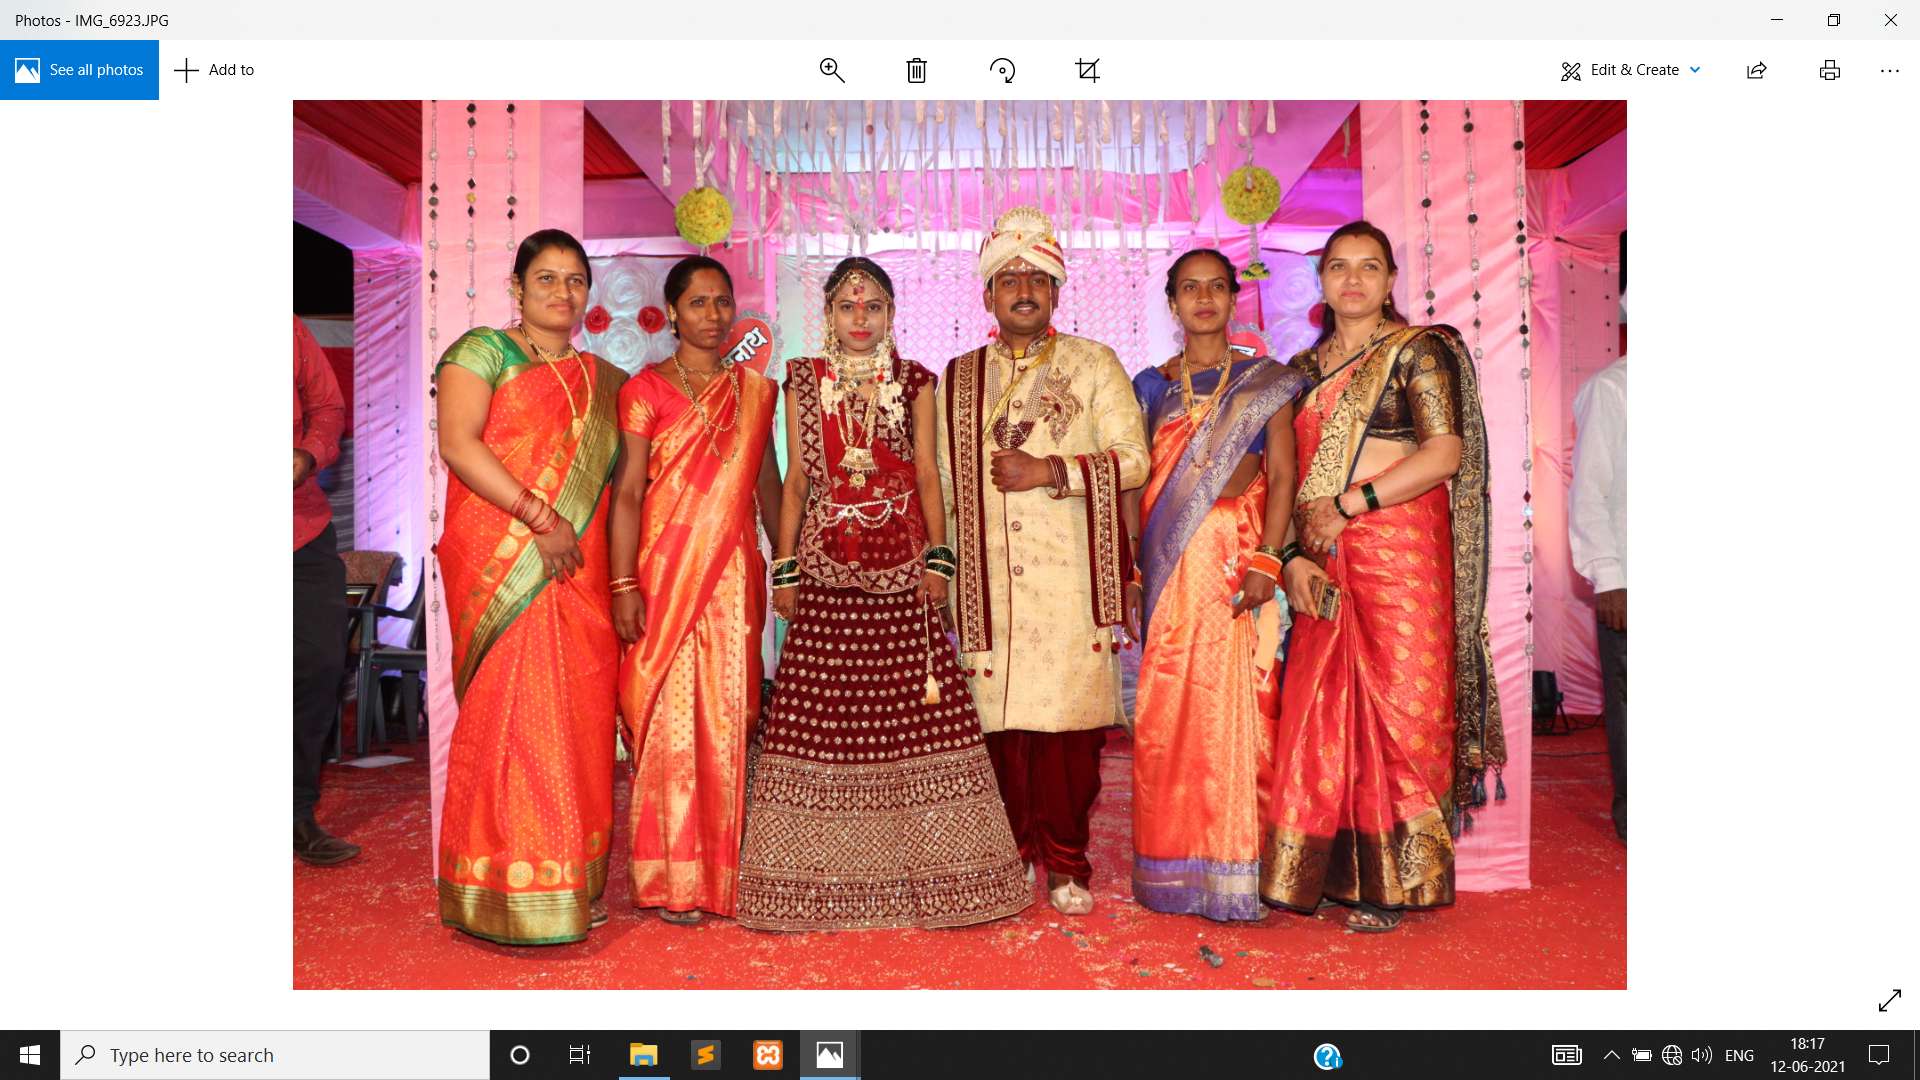 Photos - IMG_6923.JPG
See all photos
Add to
Edit & Create
Type here to search
ENG
18:17
12-06-2021